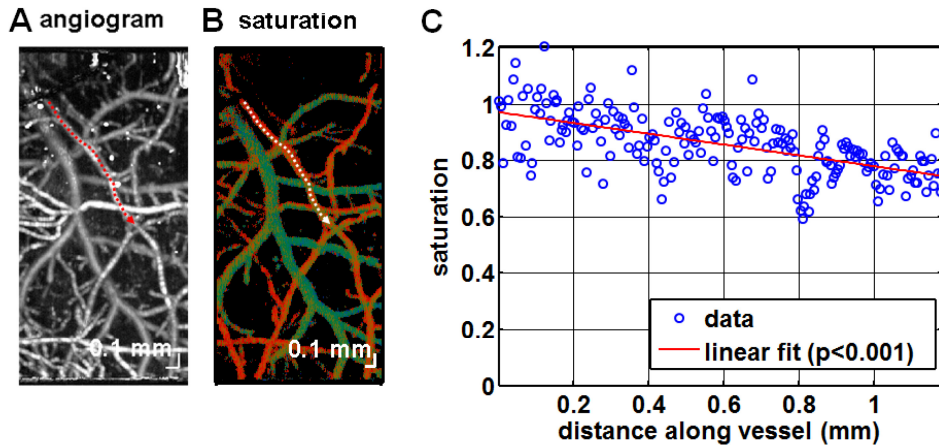 A angiogram
0.1 mm
B saturation
0.1 mm
C
saturation
1.2
1
0.8
0.6
0.4
0.2
0
data
linear fit (p<0.001)
0.2 0.4 0.6 0.8 1
distance along vessel (mm)